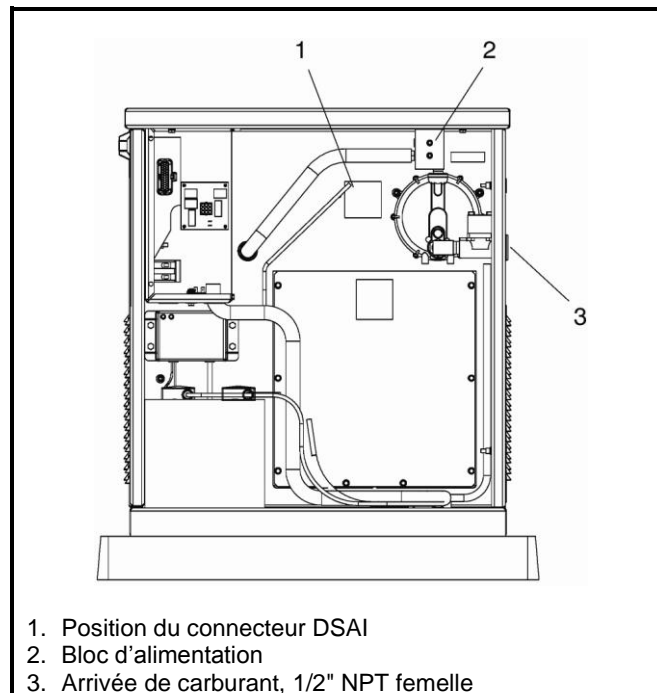 1
2
3
1. Position du connecteur DSAI
2. Bloc d'alimentation
3. Arrivée de carburant, 1/2" NPT femelle